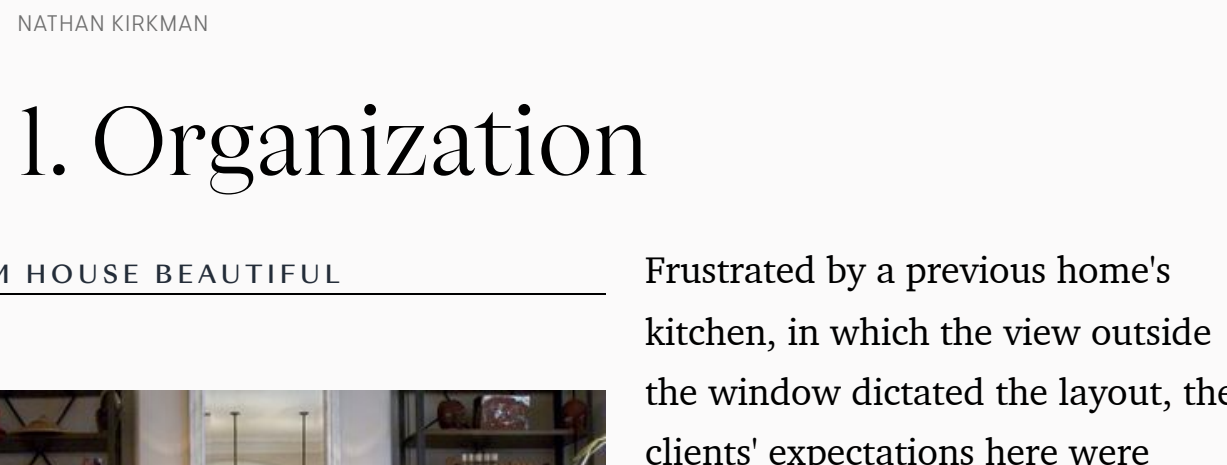 NATHAN KIRKMAN
1. Organization
HOUSE BEAUTIFUL
Frustrated by a previous home's
kitchen, in which the view outside
the window dictated the layout, the
clients' expectations here were